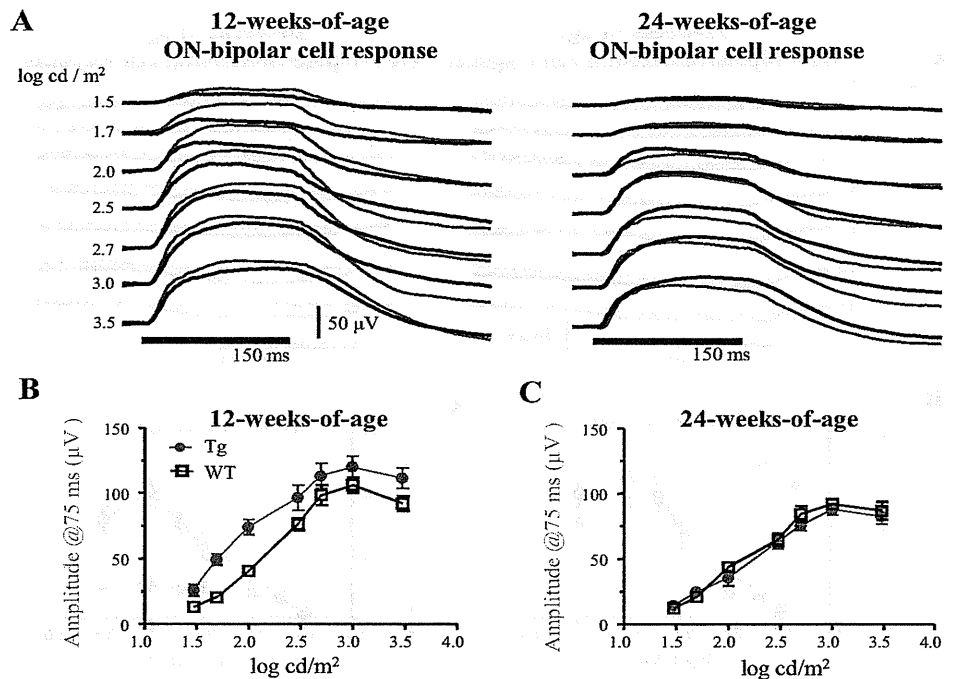 A
12-weeks-of-age
ON-bipolar cell response
24-weeks-of-age
ON-bipolar cell response
log cd / m²
1.5
1.7
2.0
2.5
2.7
3.0
3.5
50 µV
150 ms
150 ms
B
12-weeks-of-age
Amplitude @75 ms (µV )
150
100
50
0
Tg
WT
1.0 1.5 2.0 2.5 3.0 3.5 4.0
log cd/m²
C
24-weeks-of-age
Amplitude @75 ms (µV )
150
100
50
0
1.0 1.5 2.0 2.5 3.0 3.5 4.0
log cd/m²